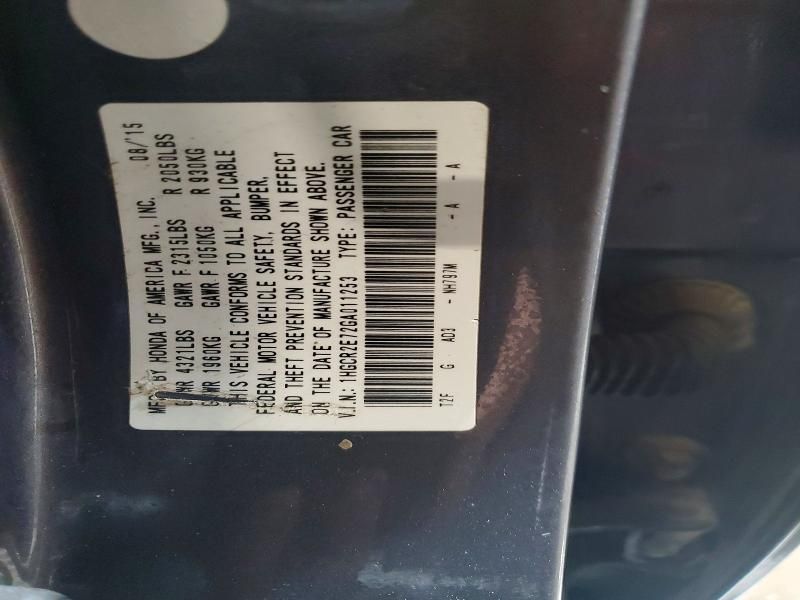 MFD BY HONDA OF AMERICA MFG., INC. 08/'15
GVWR 4321LBS GAWR F 2315LBS R 2050LBS
GVWR 1960KG GAWR F 1050KG R 930KG
THIS VEHICLE CONFORMS TO ALL APPLICABLE
FEDERAL MOTOR VEHICLE SAFETY, BUMPER,
AND THEFT PREVENTION STANDARDS IN EFFECT
ON THE DATE OF MANUFACTURE SHOWN ABOVE.
V.I.N.: 1HGCR2E72GA011253 TYPE: PASSENGER CAR
T2F G AD3 - NH797M - A - A